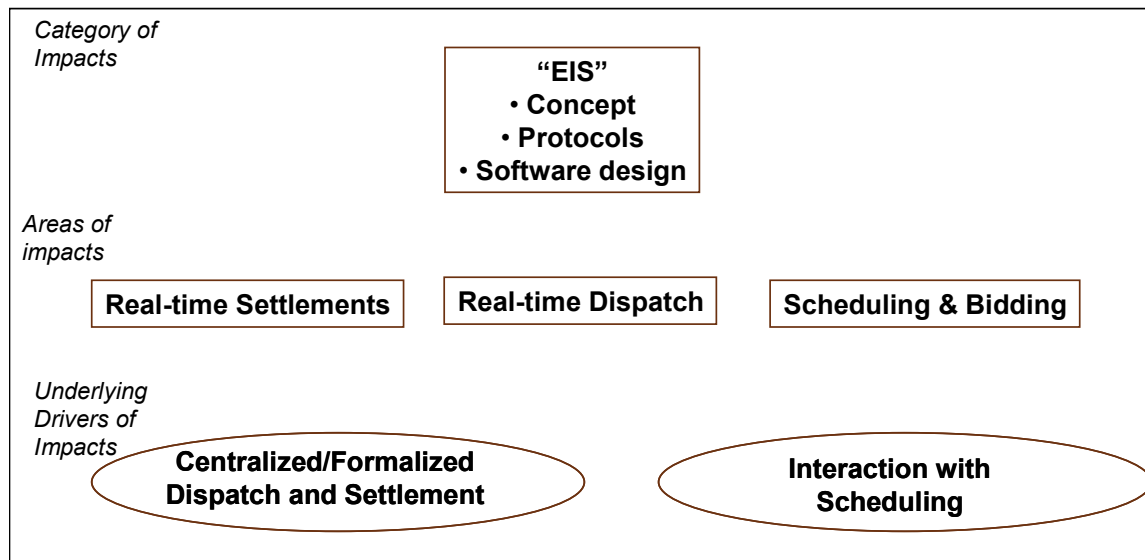 Category of
Impacts
“EIS”
• Concept
• Protocols
• Software design
Areas of
impacts
Real-time Settlements
Real-time Dispatch
Scheduling & Bidding
Underlying
Drivers of
Impacts
Centralized/Formalized
Dispatch and Settlement
Interaction with
Scheduling